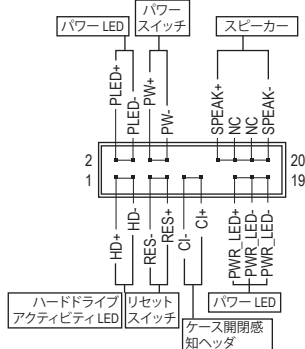 パワー LED
パワー
スイッチ
スピーカー
PLED+
PLED-
PW+
PW-
SPEAK+
NC
NC
SPEAK-
2
20
1
19
HD+
HD-
RES-
RES+
CI-
CI+
PWR_LED+
PWR_LED-
PWR_LED-
ハードドライブ
アクティビティ LED
リセット
スイッチ
パワー LED
ケース開閉感
知ヘッダ